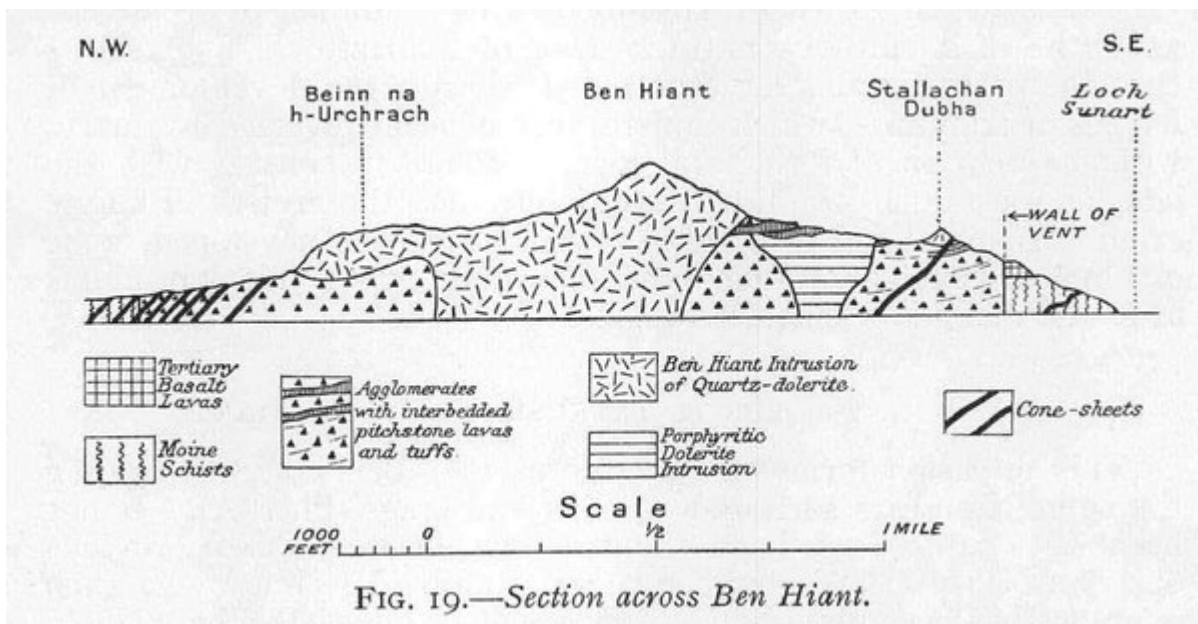 N.W.
S.E.
Beinn na
h-Urchrach
Ben Hiant
Stallachan
Dubha
Loch
Sunart
←WALL OF
VENT
Tertiary
Basalt
Lavas
Moine
Schists
Agglomerates
with interbedded
pitchstone lavas
and tuffs.
Ben Hiant Intrusion
of Quartz-dolerite.
Porphyritic
Dolerite
Intrusion
Cone-sheets
Scale
1000
FEET
0
1/2
1 MILE
FIG. 19.—Section across Ben Hiant.